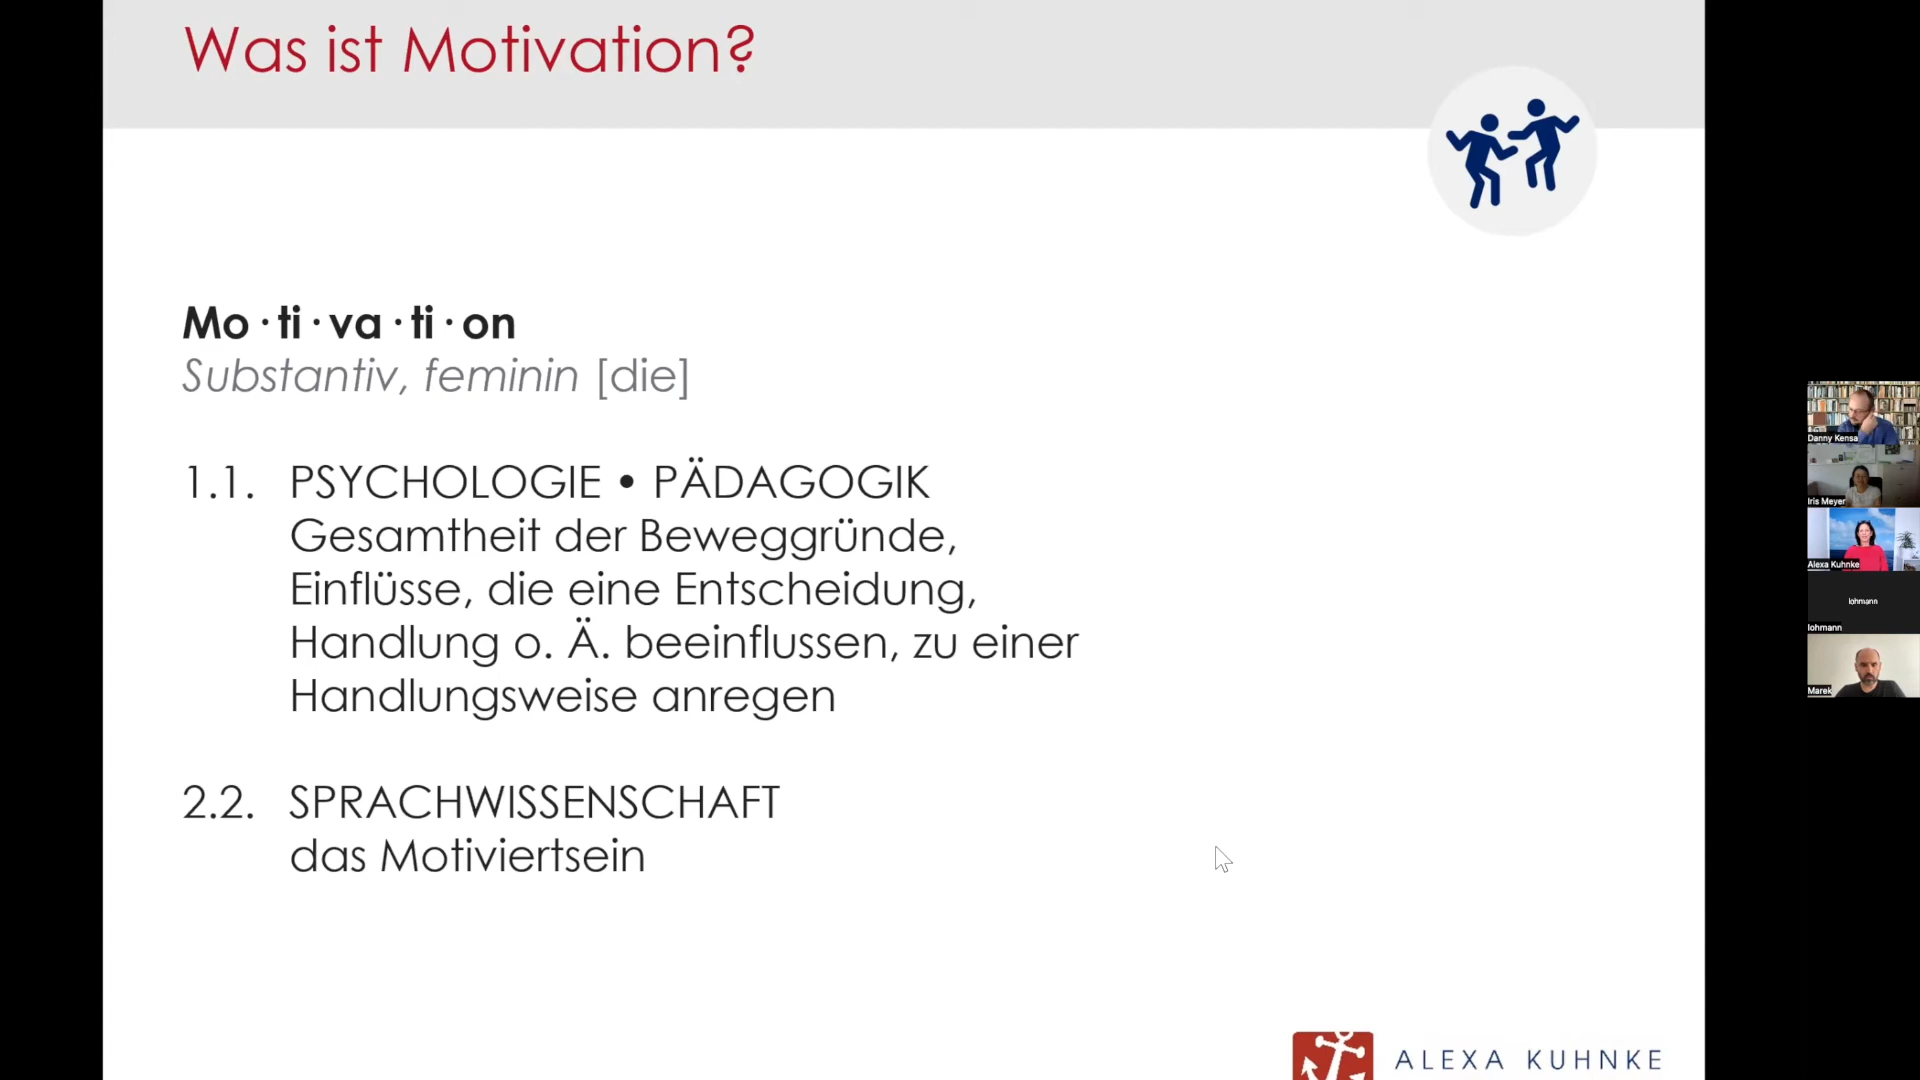 Was ist Motivation?
Mo·ti·va·ti·on
Substantiv, feminin [die]
1.1. PSYCHOLOGIE • PÄDAGOGIK
Gesamtheit der Beweggründe,
Einflüsse, die eine Entscheidung,
Handlung o. Ä. beeinflussen, zu einer
Handlungsweise anregen
2.2. SPRACHWISSENSCHAFT
das Motiviertsein
ALEXA KUHNKE
Danny Kensa
Iris Meyer
Alexa Kuhnke
lohmann
lohmann
Marek